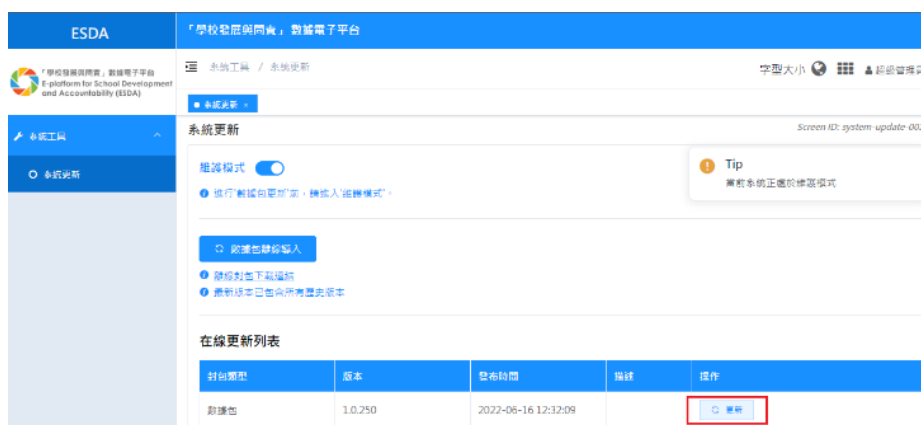 ESDA
「學校發展與問責」數據電子平台
「學校發展與問責」數據電子平台
E-platform for School Development
and Accountability (ESDA)
系統工具 / 系統更新
字型大小
超級管理員
系統更新 ×
系統工具
系統更新
系統更新
Screen ID: system-update-002
維護模式
進行'數據包更新'前，請進入'維護模式'。
Tip
當前系統正處於維護模式
數據包離線導入
離線封包下載連結
最新版本已包含所有歷史版本
在線更新列表
封包類型 版本 發布時間 描述 操作
數據包 1.0.250 2022-06-16 12:32:09 更新